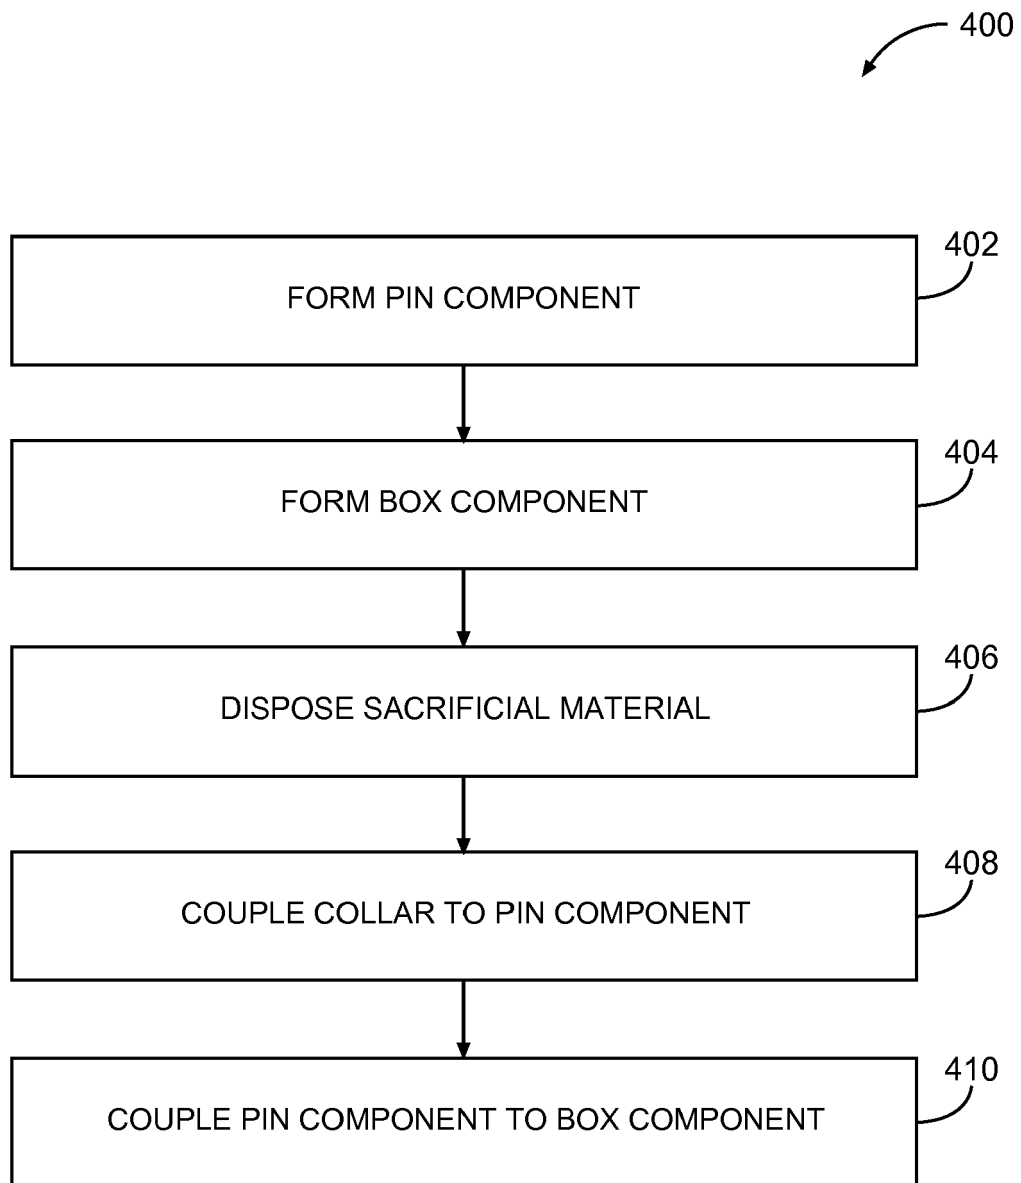 400
402
FORM PIN COMPONENT
404
FORM BOX COMPONENT
406
DISPOSE SACRIFICIAL MATERIAL
408
COUPLE COLLAR TO PIN COMPONENT
410
COUPLE PIN COMPONENT TO BOX COMPONENT